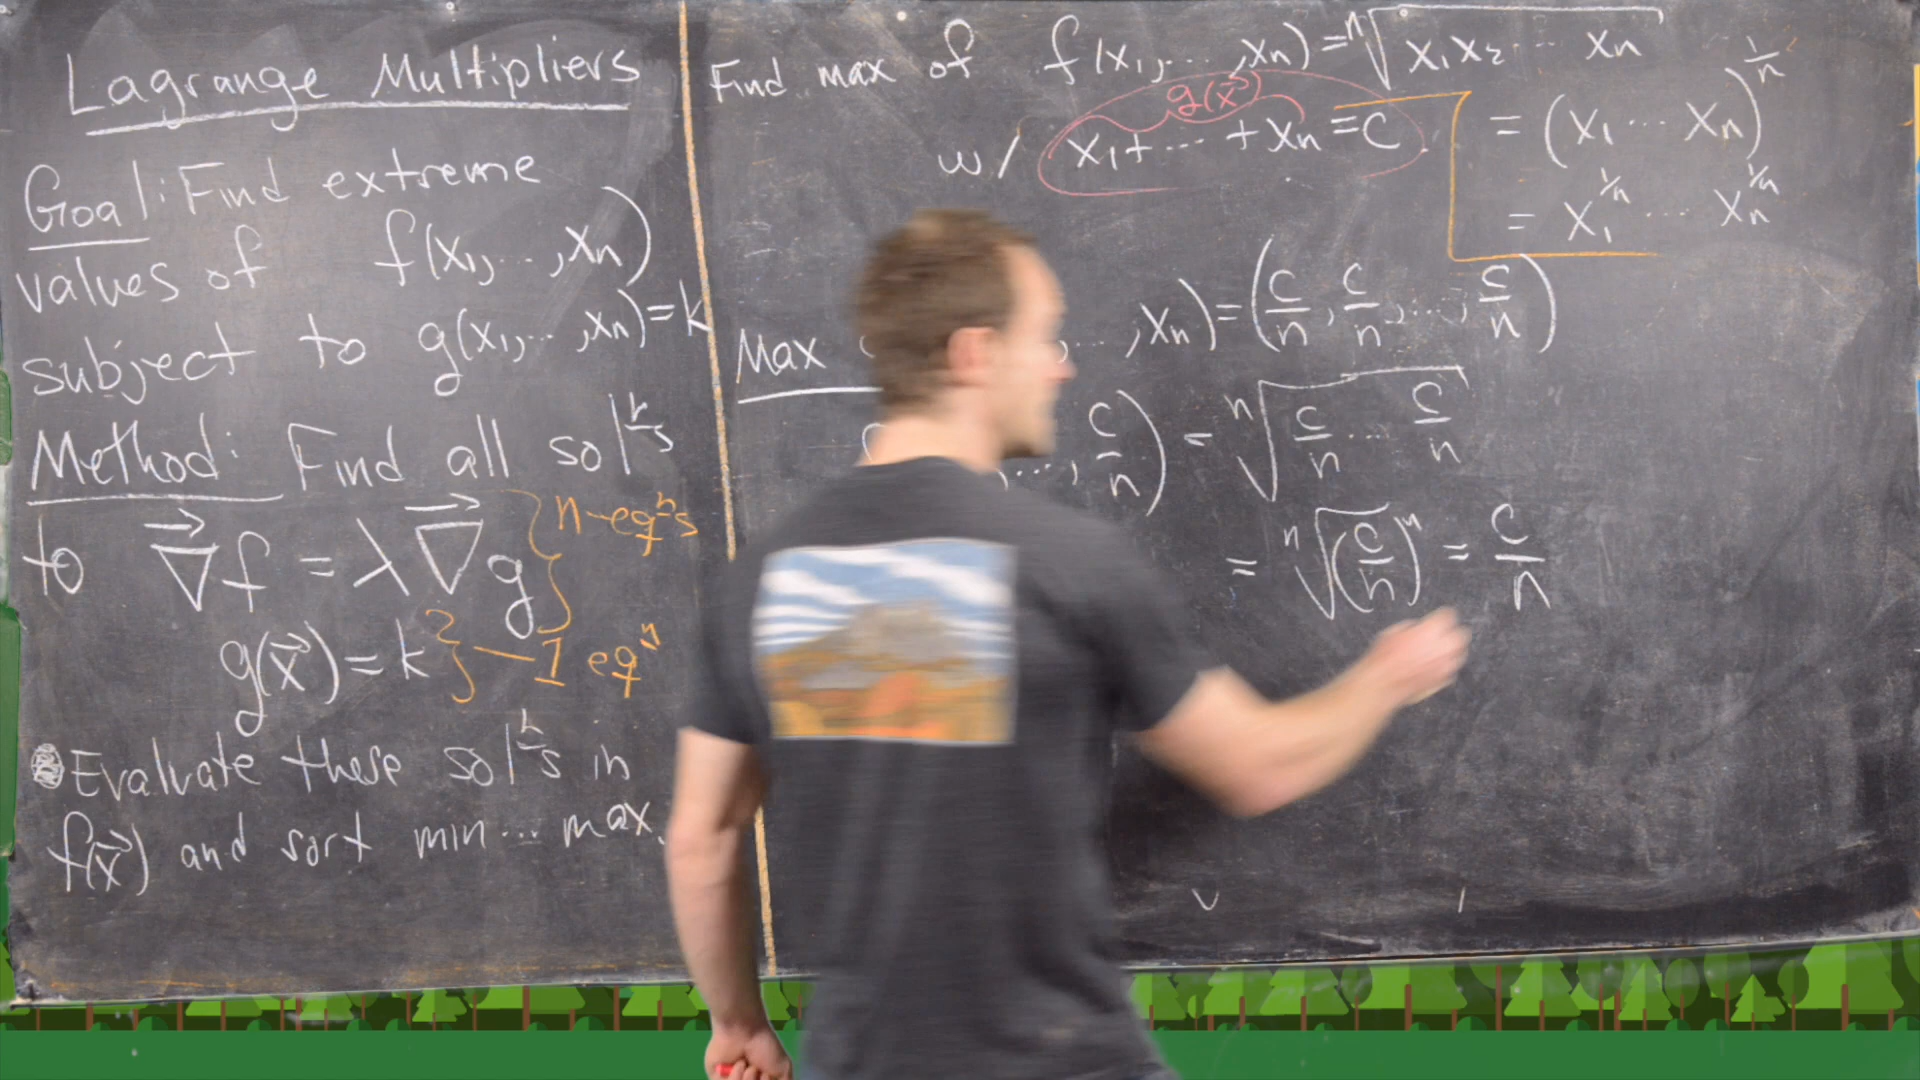 Lagrange Multipliers
Goal: Find extreme
values of f(x₁,...,xₙ)
subject to g(x₁,...,xₙ)=k
Method: Find all solⁿs
to ∇⃗f = λ∇⃗g } n-eqⁿs
g(x⃗)=k } 1 eqⁿ
Evaluate these solⁿs in
f(x⃗) and sort min...max.
Find max of f(x₁,...,xₙ) = ⁿ√(x₁x₂...xₙ)
g(x⃗)
w/ x₁+...+xₙ=C
= (x₁...xₙ)^(1/n)
= x₁^(1/n)...xₙ^(1/n)
Max ...,xₙ)=(c/n,c/n,...,c/n)
,...,c/n) = ⁿ√(c/n...c/n)
= ⁿ√(c/n)ⁿ = c/n